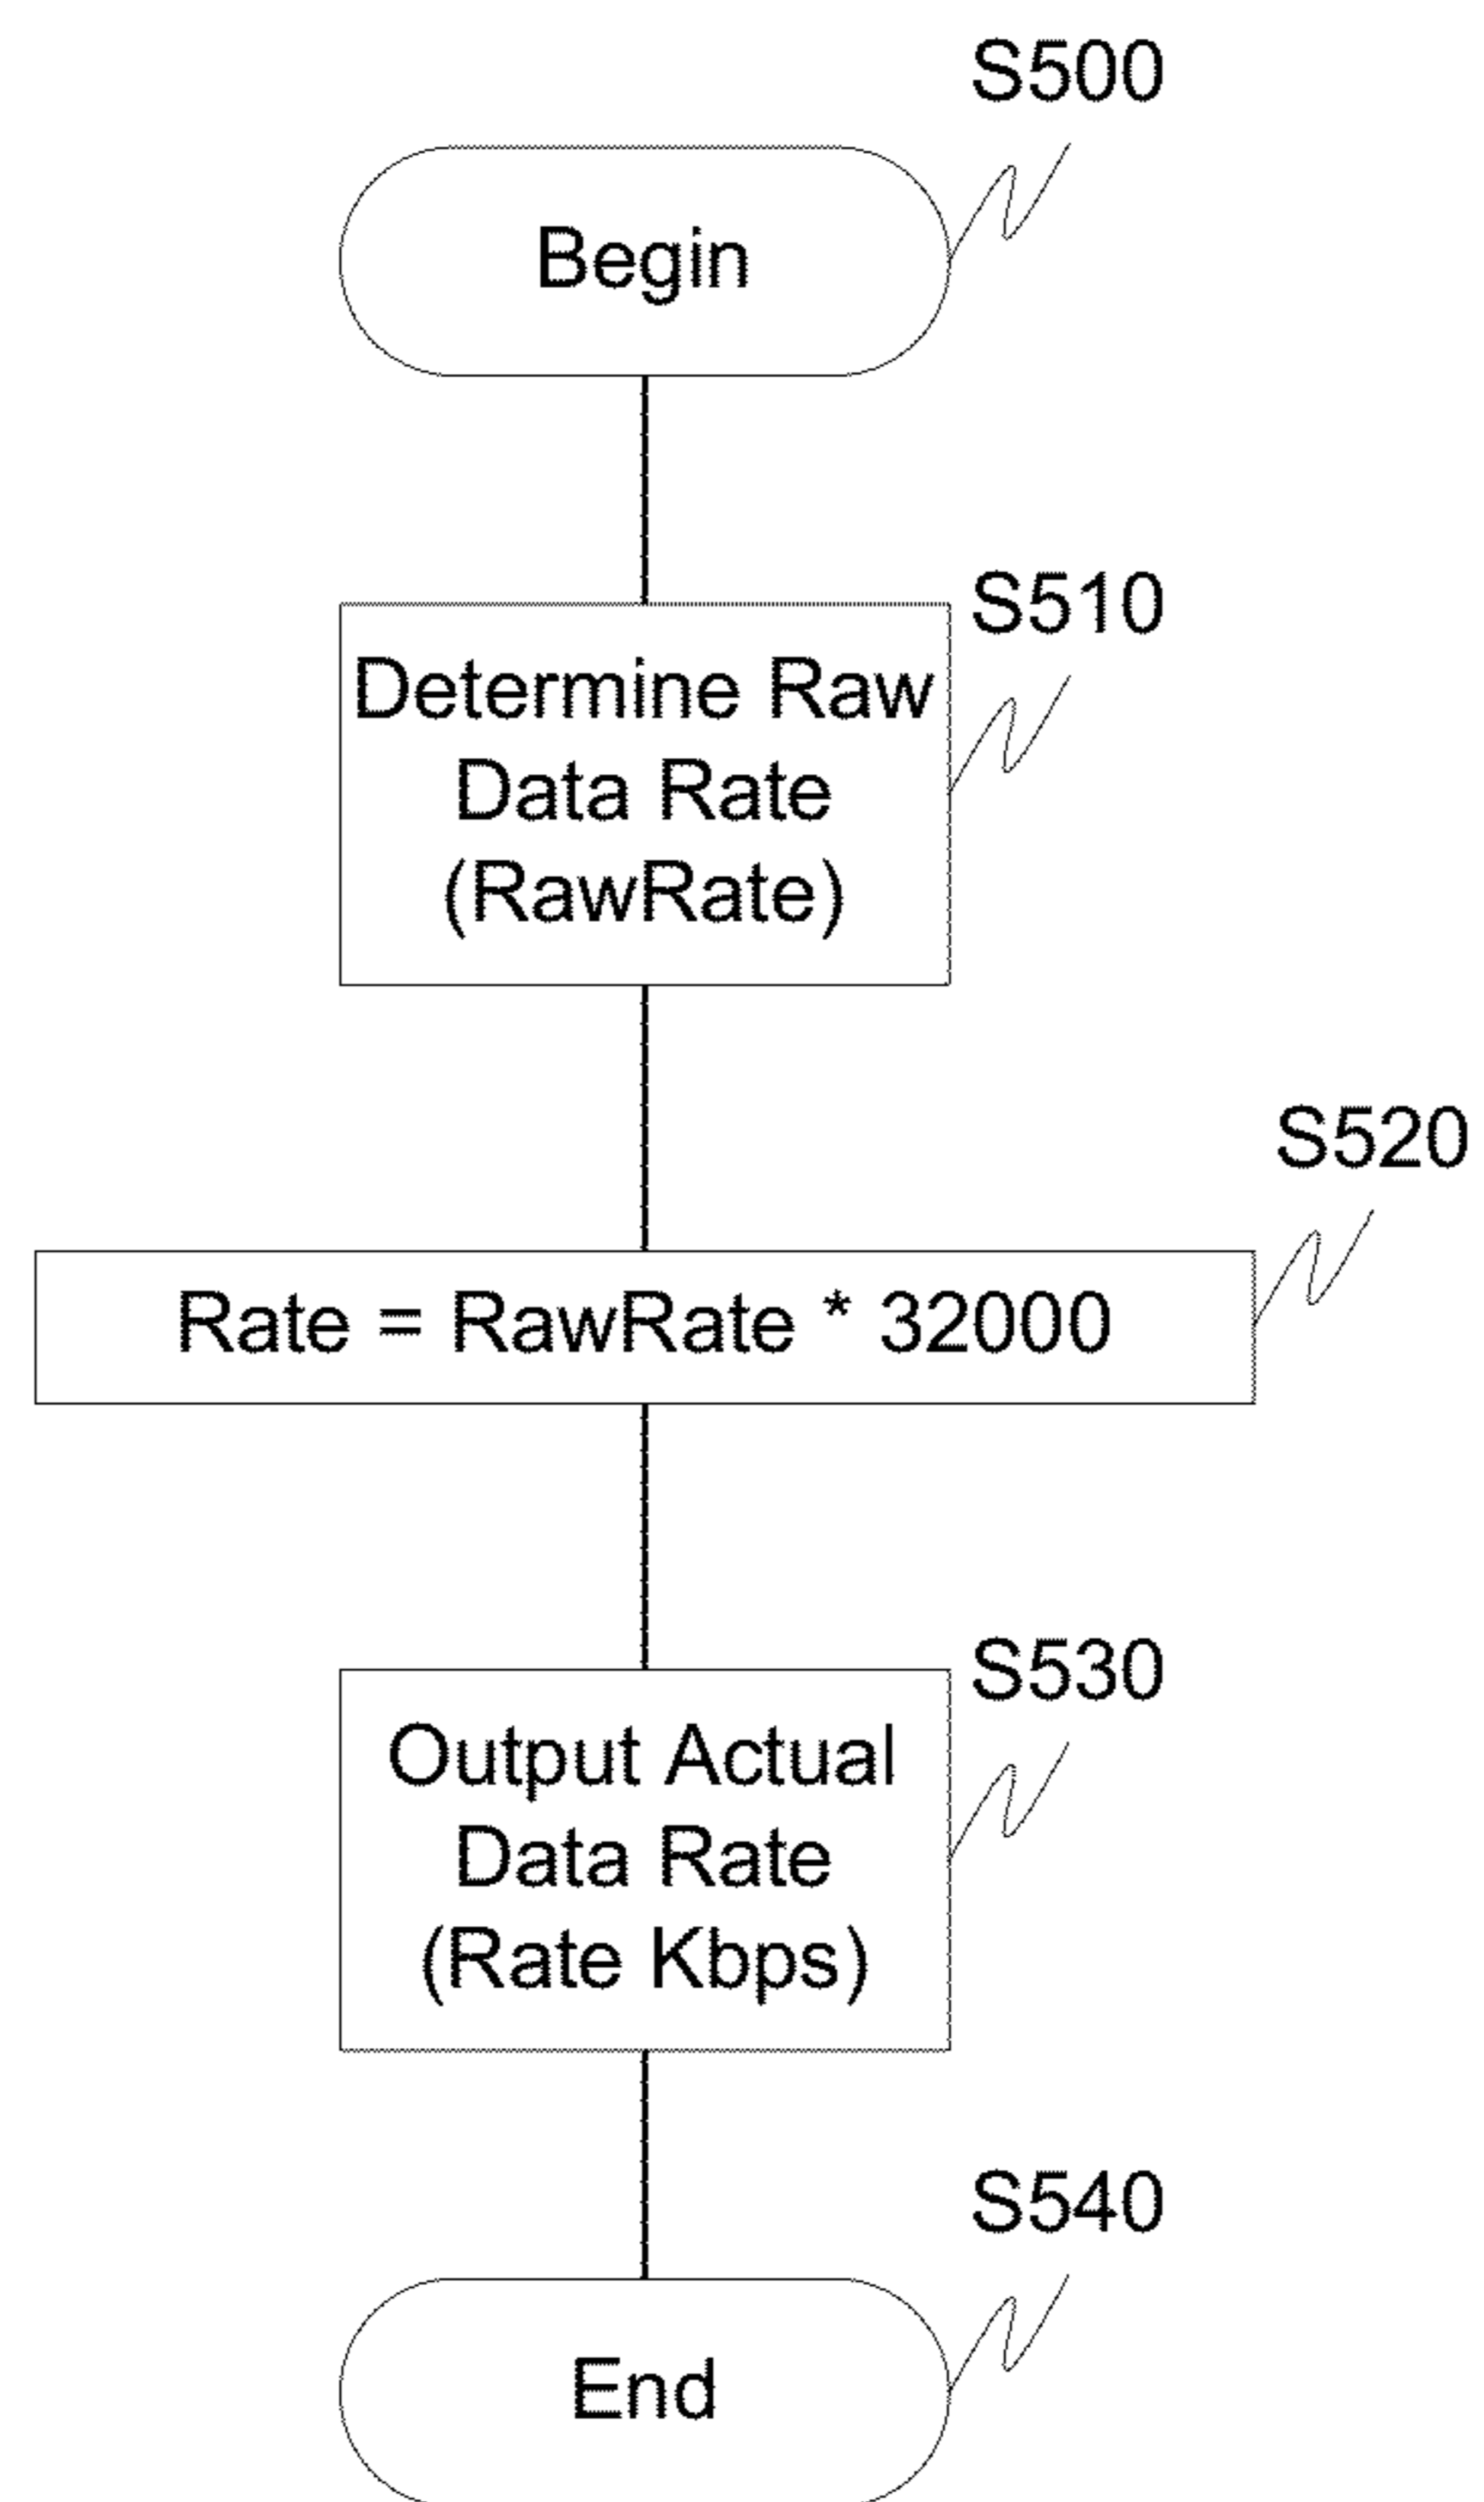 S500
Begin
S510
Determine Raw
Data Rate
(RawRate)
S520
Rate = RawRate * 32000
S530
Output Actual
Data Rate
(Rate Kbps)
S540
End